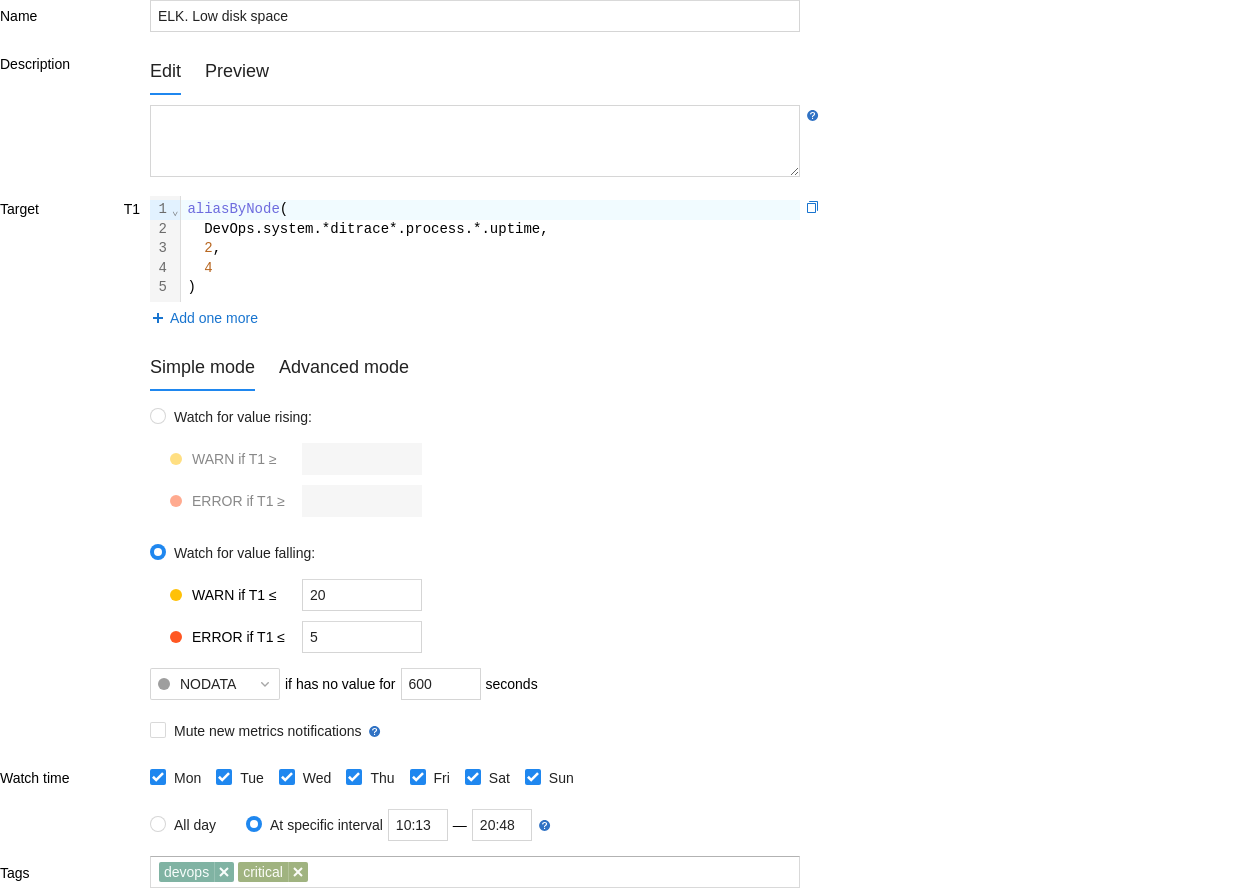 Name ELK. Low disk space
Description Edit Preview
Target T1 1 aliasByNode(
2 DevOps.system.*ditrace*.process.*.uptime,
3 2,
4 4
5 )
+ Add one more
Simple mode Advanced mode
Watch for value rising:
WARN if T1 ≥
ERROR if T1 ≥
Watch for value falling:
WARN if T1 ≤ 20
ERROR if T1 ≤ 5
NODATA if has no value for 600 seconds
Mute new metrics notifications ?
Watch time Mon Tue Wed Thu Fri Sat Sun
All day At specific interval 10:13 — 20:48 ?
Tags devops × critical ×